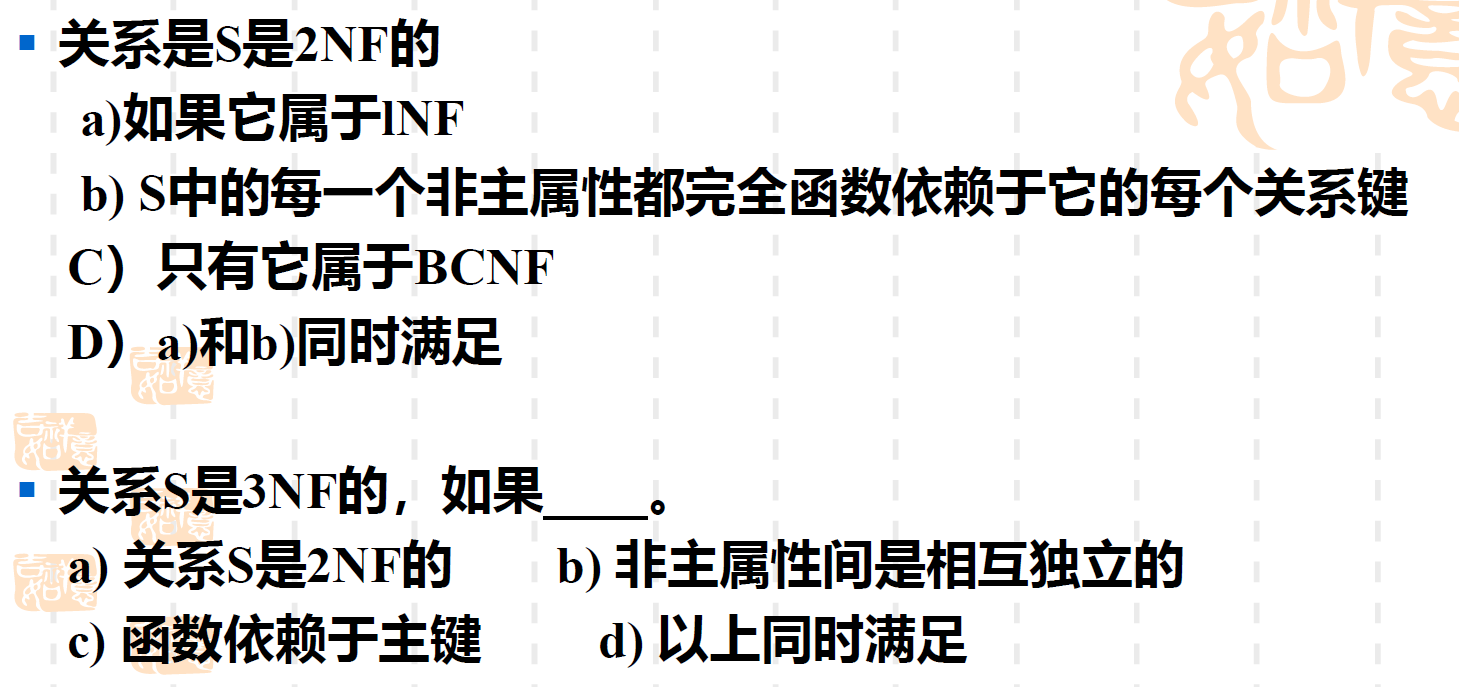 关系是S是2NF的
a)如果它属于lNF
b) S中的每一个非主属性都完全函数依赖于它的每个关系键
C）只有它属于BCNF
D）a)和b)同时满足
关系S是3NF的，如果____。
a) 关系S是2NF的 b) 非主属性间是相互独立的
c) 函数依赖于主键 d) 以上同时满足